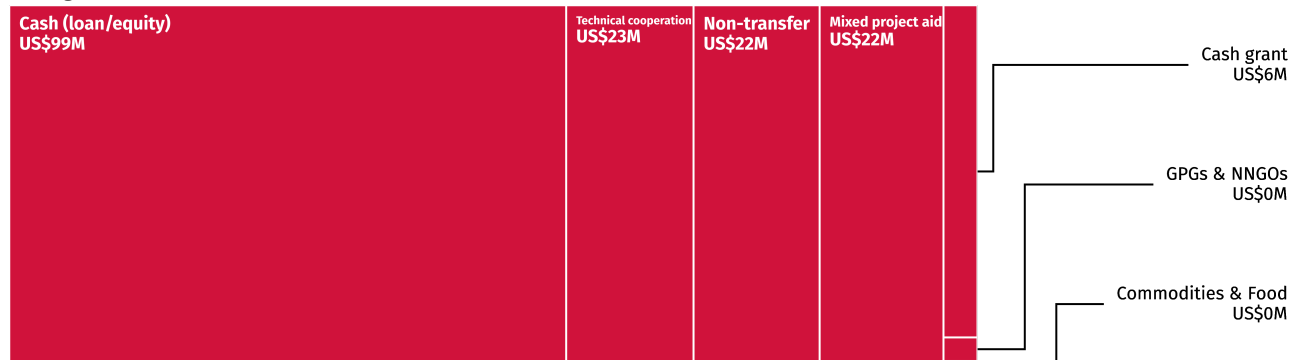 Cash (loan/equity)
US$99M
Technical cooperation
US$23M
Non-transfer
US$22M
Mixed project aid
US$22M
Cash grant
US$6M
GPGs & NNGOs
US$0M
Commodities & Food
US$0M